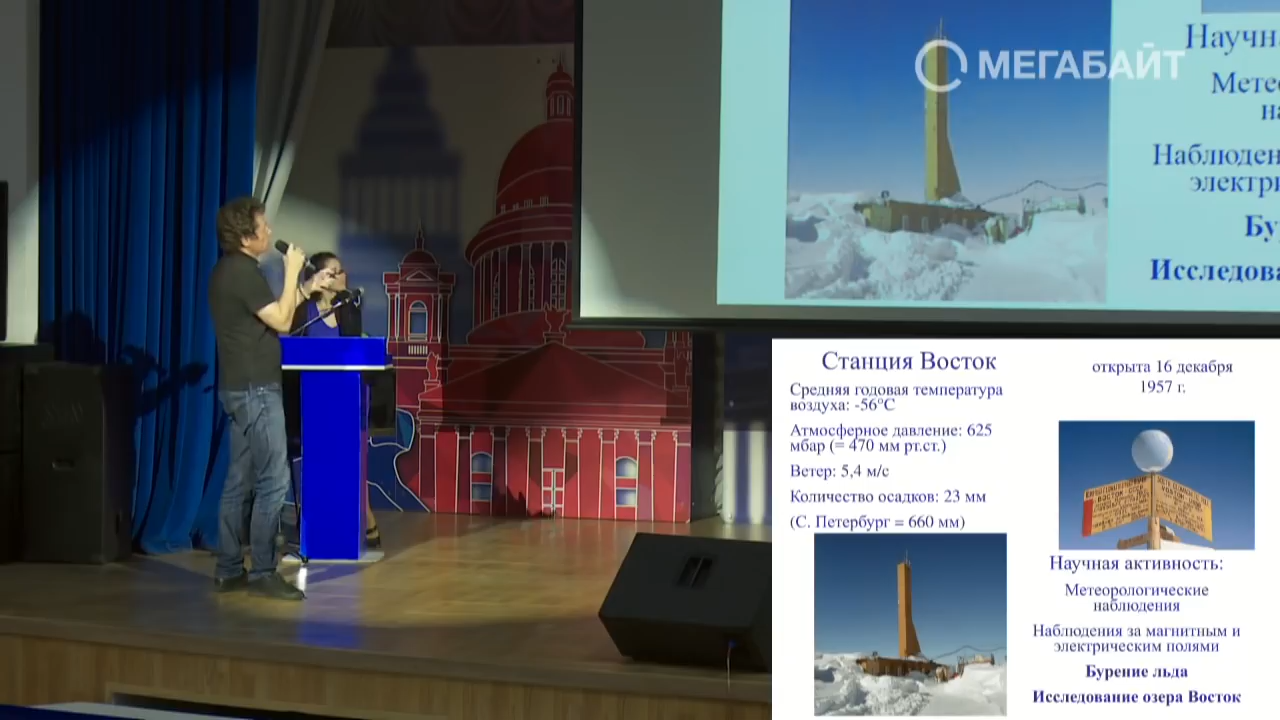 МЕГАБАЙТ
Научн
Мете
на
Наблюден
электри
Бу
Исследова
Станция Восток
Средняя годовая температура
воздуха: -56°C
Атмосферное давление: 625
мбар (= 470 мм рт.ст.)
Ветер: 5,4 м/с
Количество осадков: 23 мм
(С. Петербург = 660 мм)
открыта 16 декабря
1957 г.
Научная активность:
Метеорологические
наблюдения
Наблюдения за магнитным и
электрическим полями
Бурение льда
Исследование озера Восток